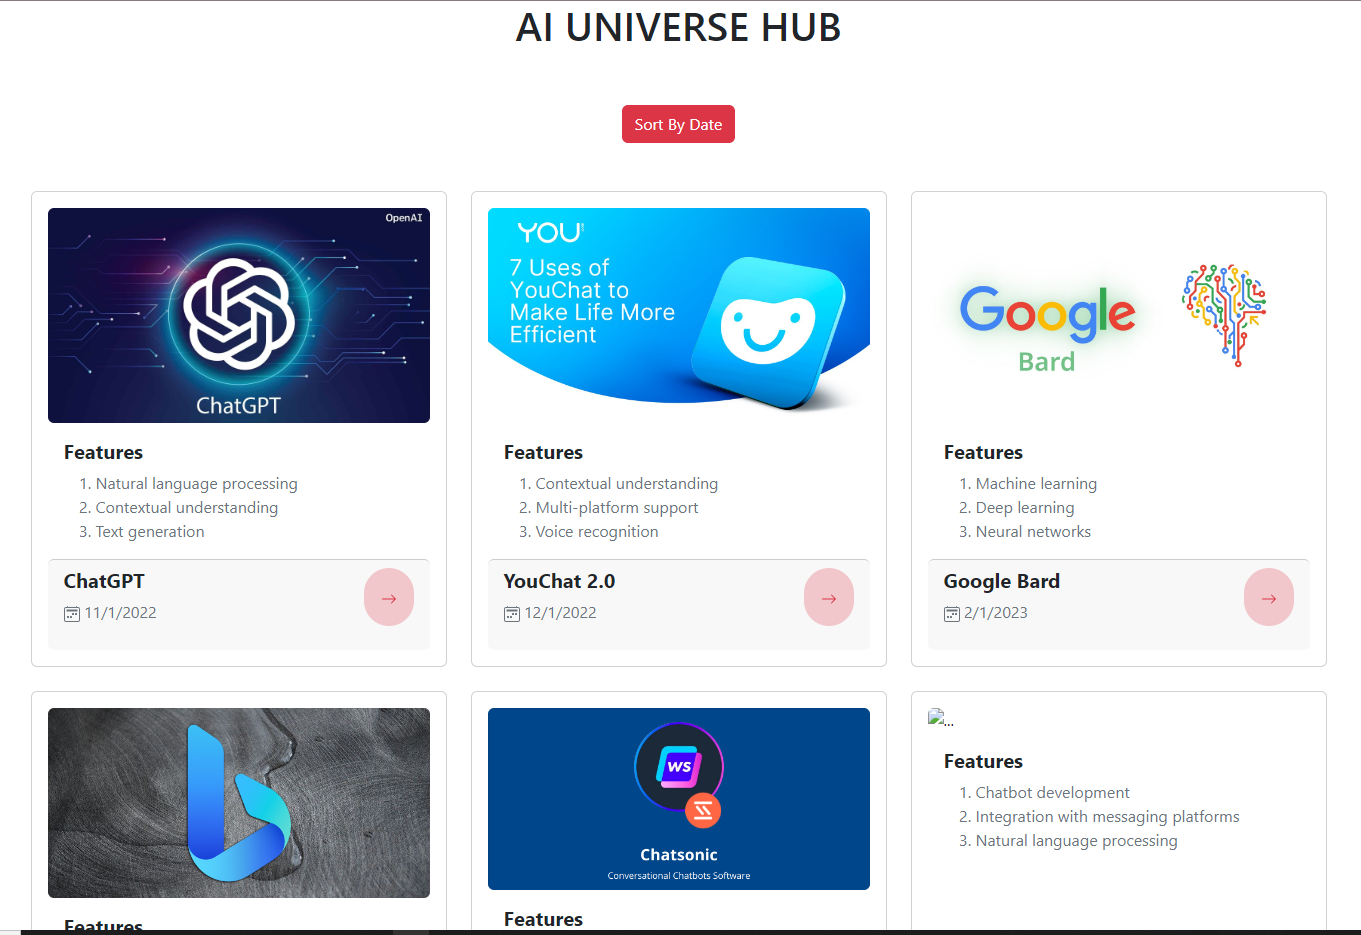 AI UNIVERSE HUB
Sort By Date
OpenAI
ChatGPT
Features
1. Natural language processing
2. Contextual understanding
3. Text generation
ChatGPT
11/1/2022
YOU
7 Uses of
YouChat to
Make Life More
Efficient
Features
1. Contextual understanding
2. Multi-platform support
3. Voice recognition
YouChat 2.0
12/1/2022
Google
Bard
Features
1. Machine learning
2. Deep learning
3. Neural networks
Google Bard
2/1/2023
Features
WS
Chatsonic
Conversational Chatbots Software
Features
...
Features
1. Chatbot development
2. Integration with messaging platforms
3. Natural language processing